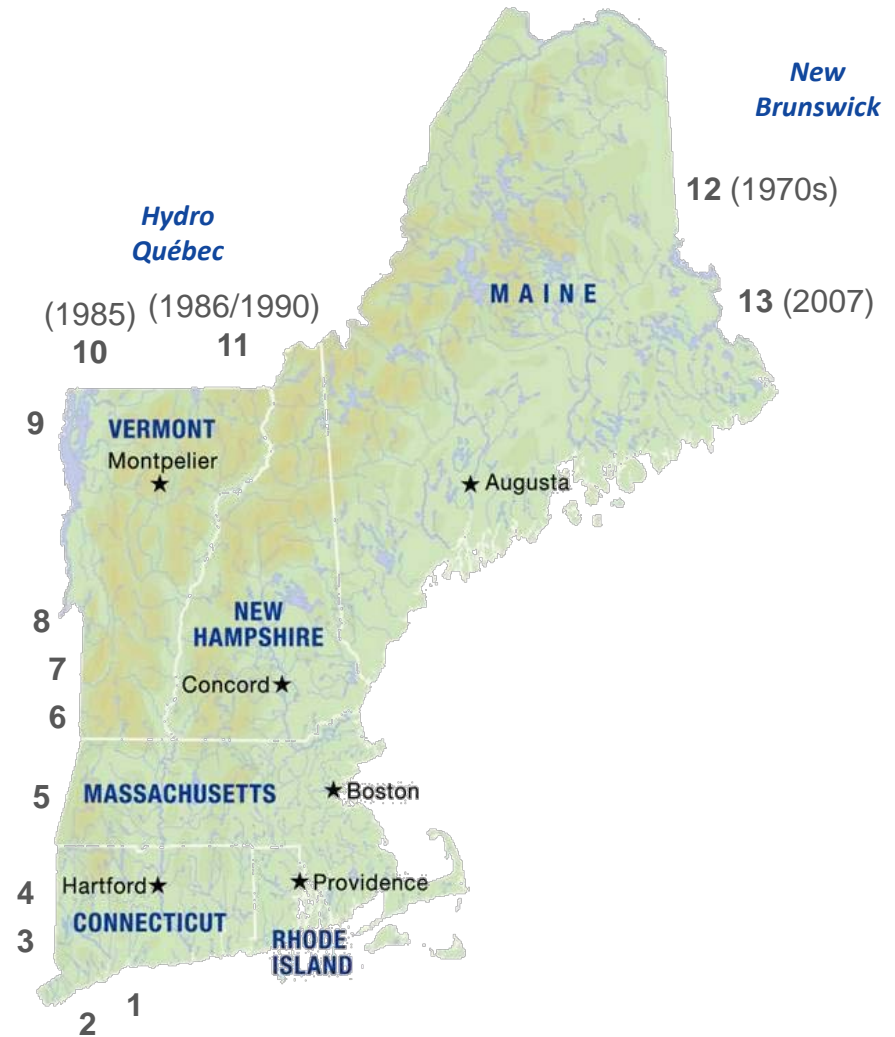 New
Brunswick
12 (1970s)
Hydro
Québec
MAINE
13 (2007)
(1985) (1986/1990)
10 11
9
VERMONT
Montpelier
Augusta
8
NEW
HAMPSHIRE
7
Concord
6
5
MASSACHUSETTS
Boston
4
Hartford
Providence
CONNECTICUT
3
RHODE
ISLAND
1
2